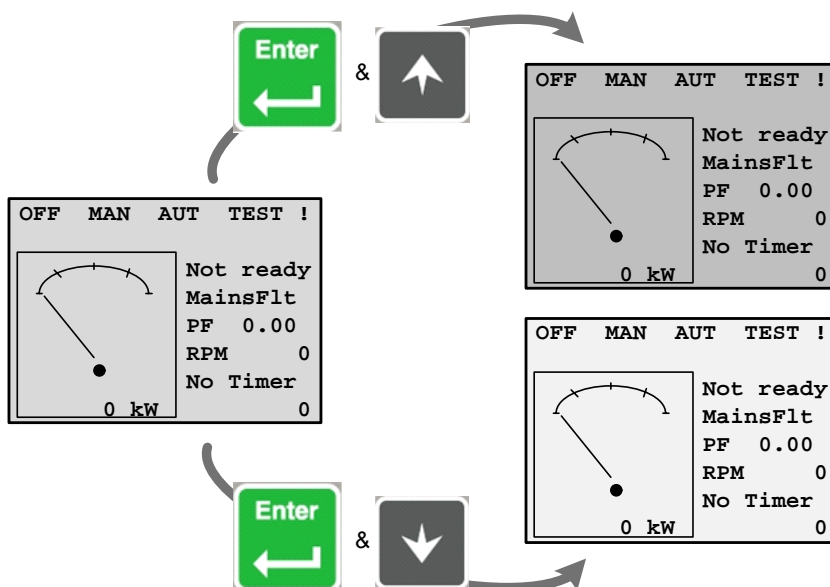 Enter
&
OFF MAN AUT TEST !
Not ready
MainsFlt
PF 0.00
RPM 0
No Timer
0 kW 0
OFF MAN AUT TEST !
Not ready
MainsFlt
PF 0.00
RPM 0
No Timer
0 kW 0
OFF MAN AUT TEST !
Not ready
MainsFlt
PF 0.00
RPM 0
No Timer
0 kW 0
Enter
&